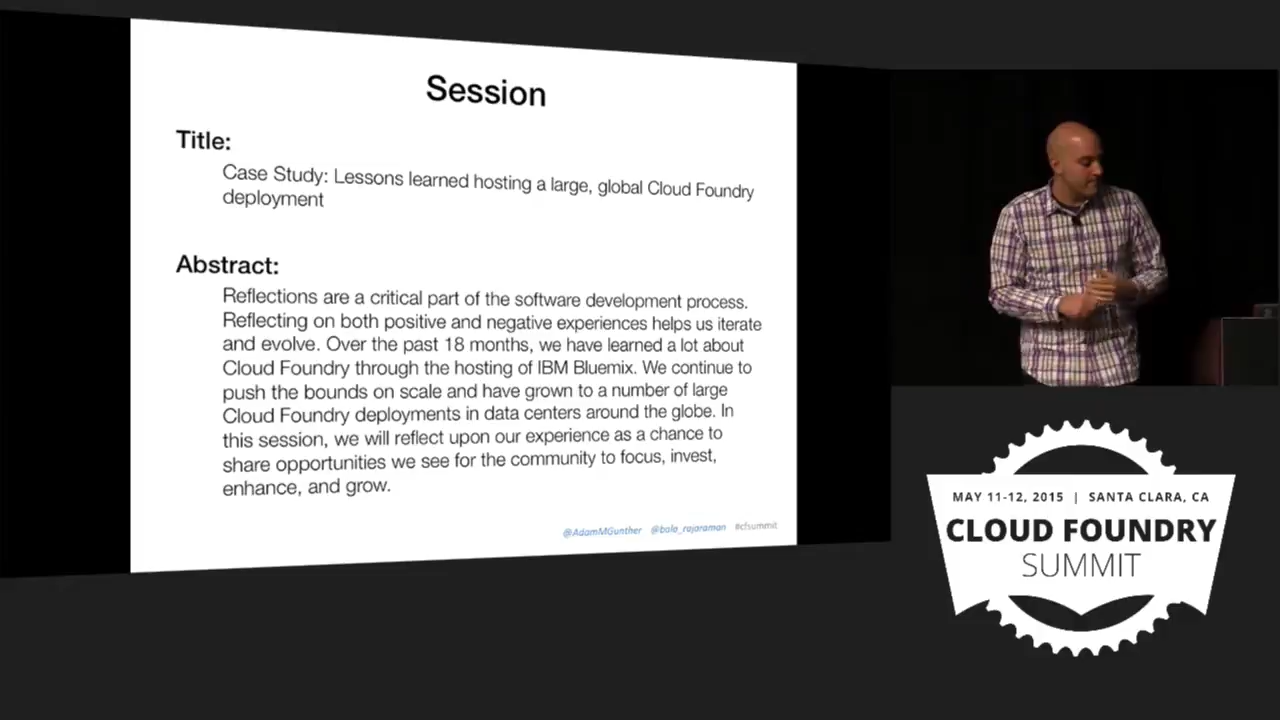 Session
Title:
Case Study: Lessons learned hosting a large, global Cloud Foundry
deployment
Abstract:
Reflections are a critical part of the software development process.
Reflecting on both positive and negative experiences helps us iterate
and evolve. Over the past 18 months, we have learned a lot about
Cloud Foundry through the hosting of IBM Bluemix. We continue to
push the bounds on scale and have grown to a number of large
Cloud Foundry deployments in data centers around the globe. In
this session, we will reflect upon our experience as a chance to
share opportunities we see for the community to focus, invest,
enhance, and grow.
@AdamMGunther @bala_rajaraman #cfsummit
MAY 11-12, 2015 | SANTA CLARA, CA
CLOUD FOUNDRY
SUMMIT